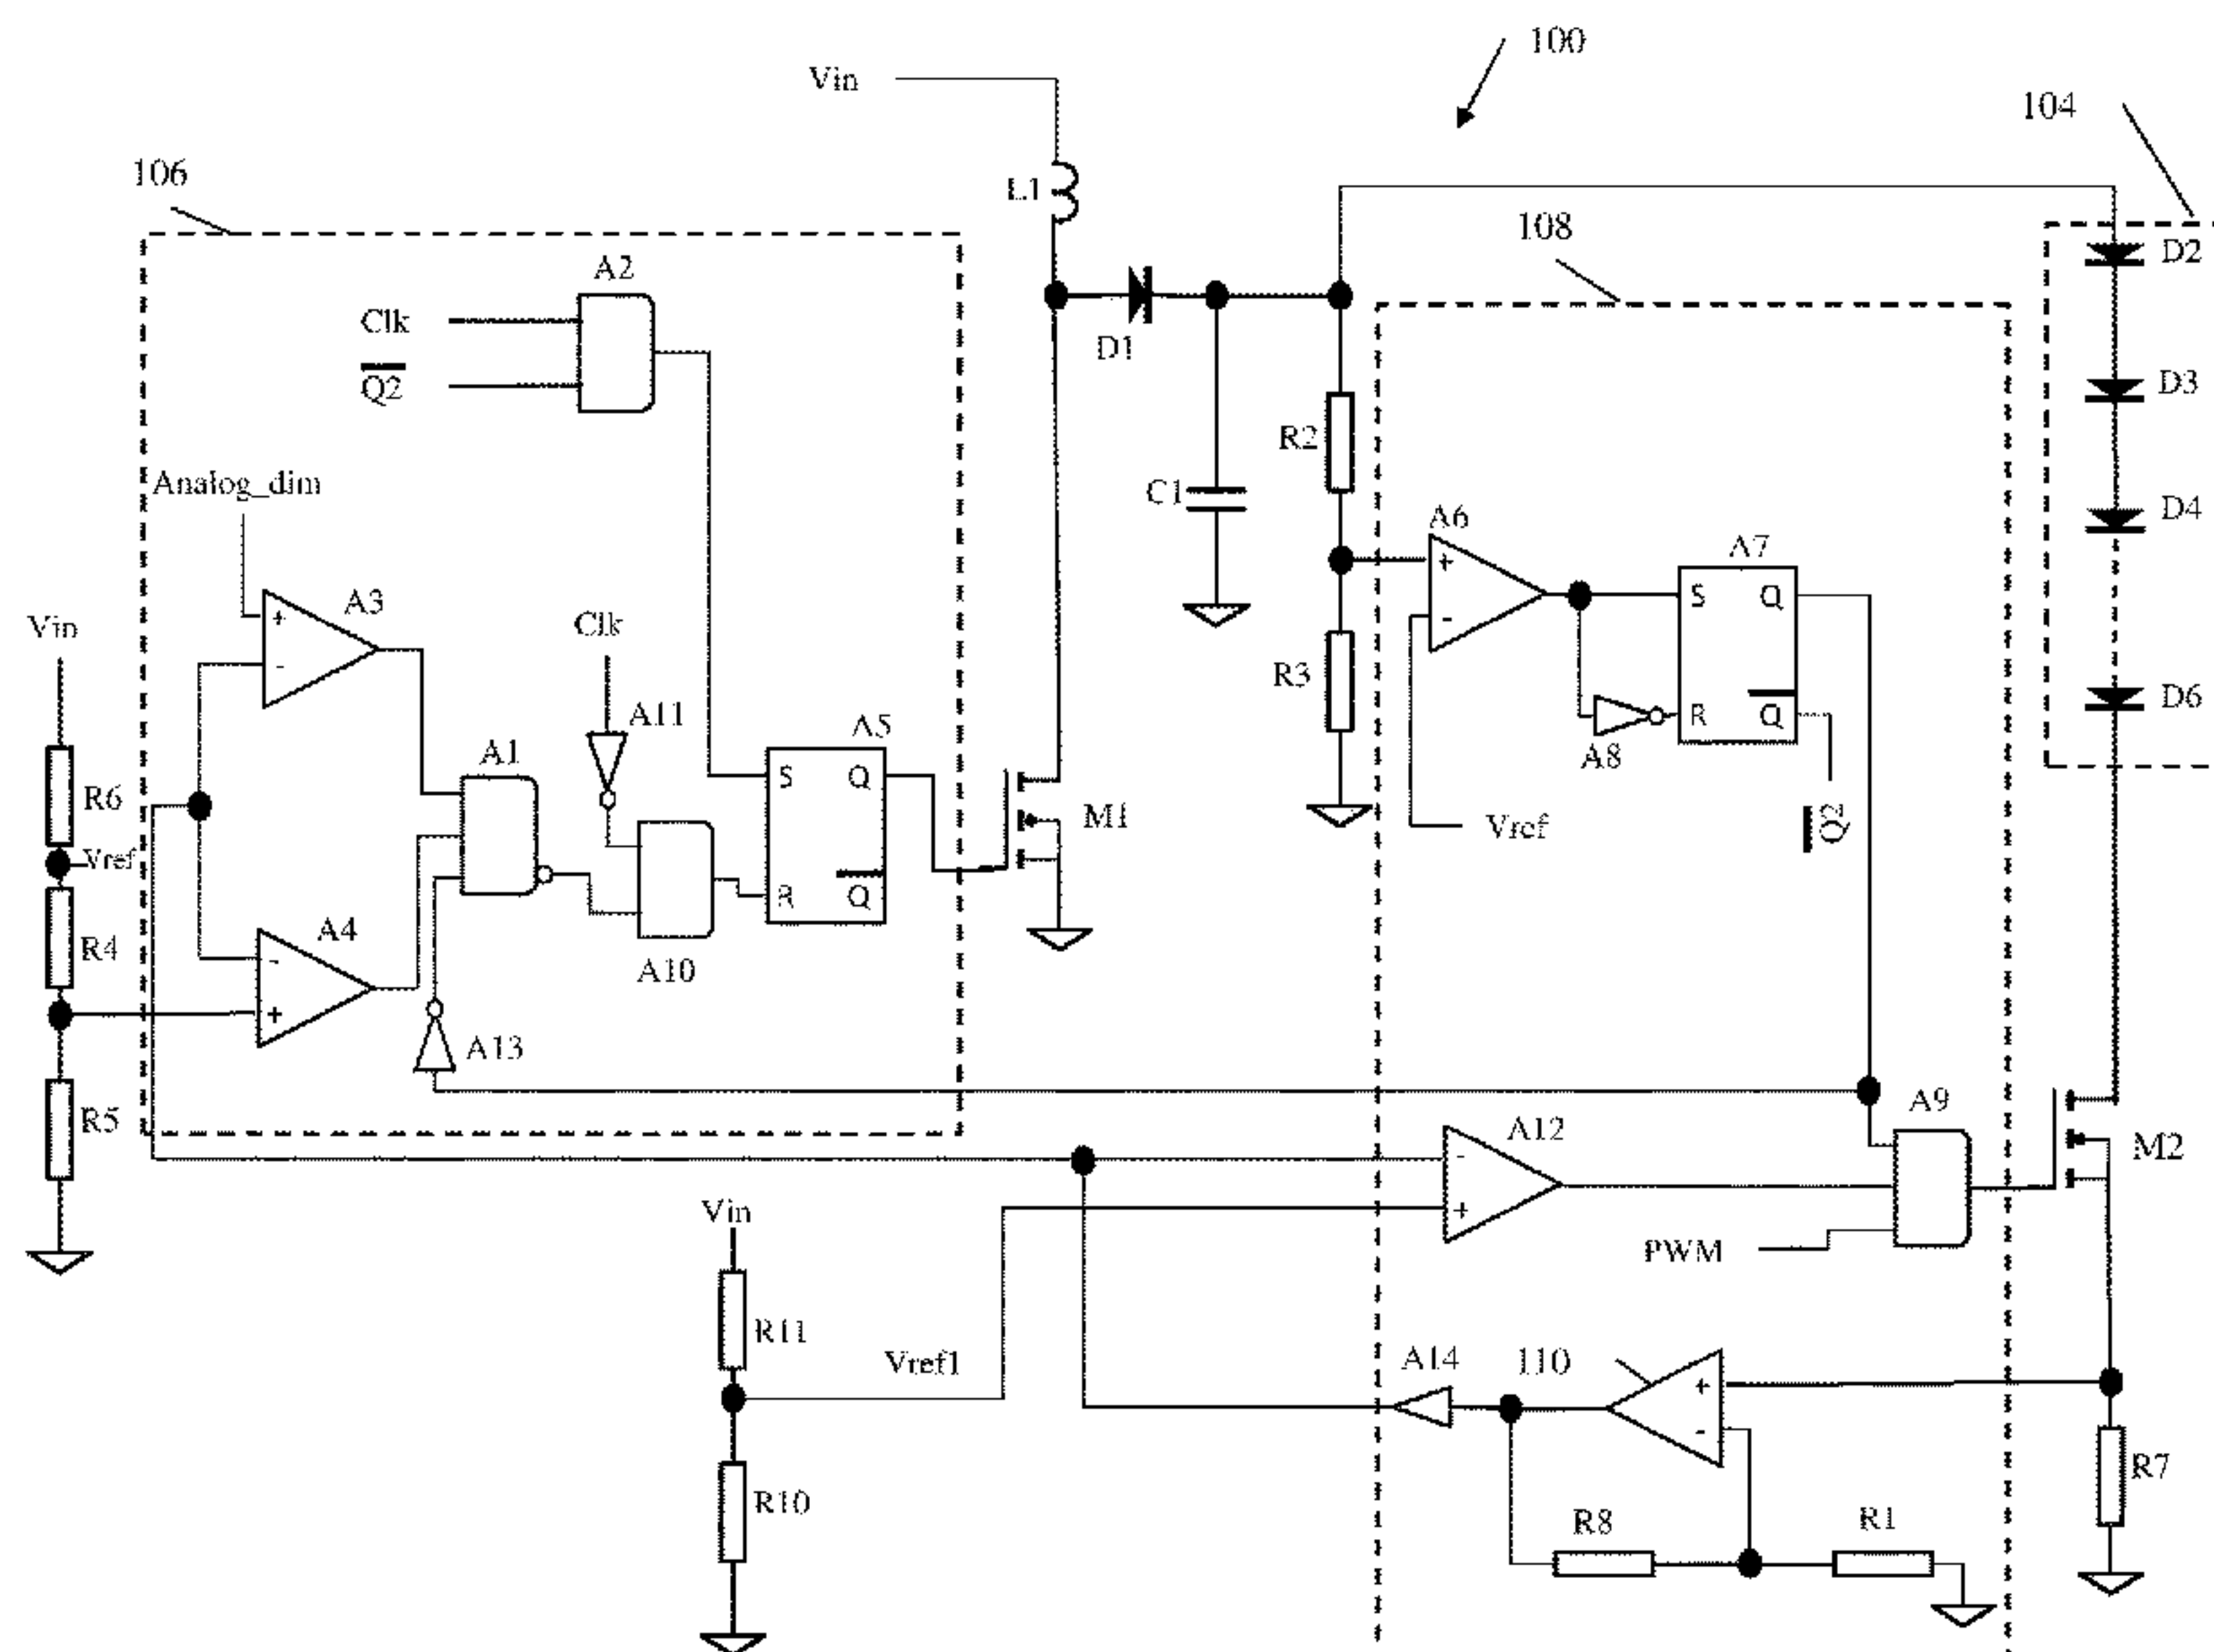 100
Vin
104
106
L1
108
A2
D2
Clk
Q2
D1
D3
R2
Analog_dim
C1
D4
A6
A7
+
S Q
-
A3
Vin
+
Clk
-
R3
D6
A11
A5
R Q
A8
A1
R6
S Q
M1
Vref
Q2
Vref
R Q
A4
R4
-
A10
+
A13
A9
R5
A12
M2
-
Vin
+
PWM
R11
Vref1
A14
110
+
-
R7
R10
R8
R1